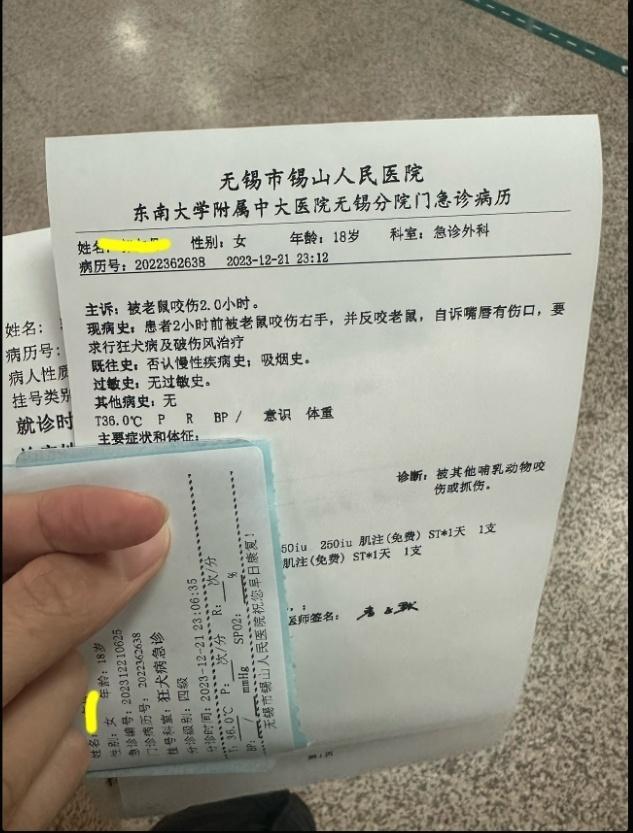 无锡市锡山人民医院
东南大学附属中大医院无锡分院门急诊病历
姓名: 性别: 女 年龄: 18岁 科室: 急诊外科
病历号: 2022362638 2023-12-21 23:12
主诉: 被老鼠咬伤2.0小时。
现病史: 患者2小时前被老鼠咬伤右手，并反咬老鼠，自诉嘴唇有伤口，要
求行狂犬病及破伤风治疗
既往史: 否认慢性疾病史; 吸烟史。
过敏史: 无过敏史。
其他病史: 无
T36.0℃ P R BP / 意识 体重
主要症状和体征:
诊断: 被其他哺乳动物咬
伤或抓伤。
50iu 250iu 肌注(免费) ST*1天 1支
肌注(免费) ST*1天 1支
医师签名:
姓名:
病历号:
病人性质
挂号类别
就诊时
姓名:
性别: 女 年龄: 18岁
急诊编号: 202312210625
门诊病历号: 2022362638
挂号科室: 狂犬病急诊
分诊级别: 四级
分诊时间: 2023-12-21 23:06:35
T: 36.0℃ P: 次/分 R: 次/分
BP: / mmHg SPO2: %
无锡市锡山人民医院祝您早日康复!